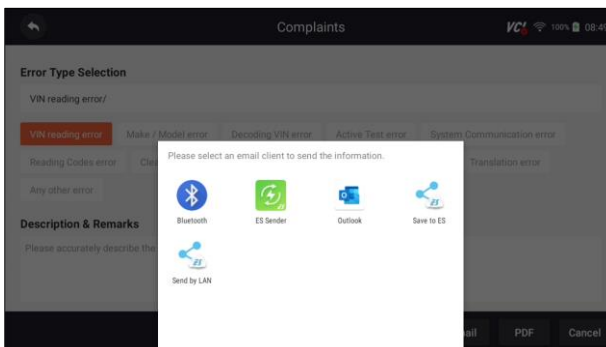 Complaints
VCI 100% 08:49
Error Type Selection
VIN reading error/
VIN reading error Make / Model error Decoding VIN error Active Test error System Communication error
Reading Codes error Translation error
Any other error
Please select an email client to send the information.
Bluetooth ES Sender Outlook Save to ES
Send by LAN
Description & Remarks
Please accurately describe the
PDF Cancel